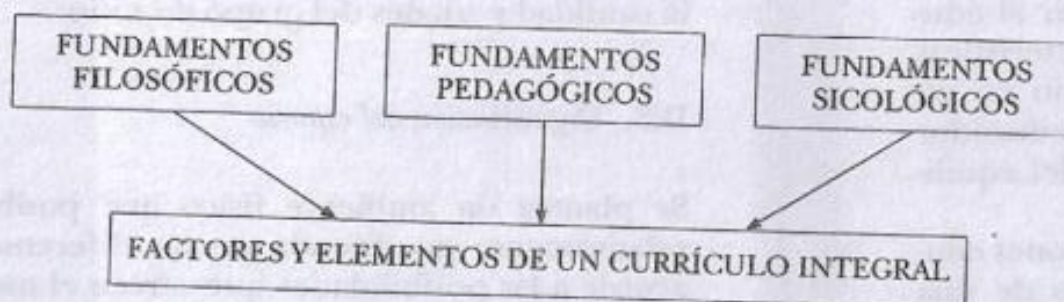 FUNDAMENTOS
FILOSÓFICOS
FUNDAMENTOS
PEDAGÓGICOS
FUNDAMENTOS
SICOLÓGICOS
FACTORES Y ELEMENTOS DE UN CURRÍCULO INTEGRAL